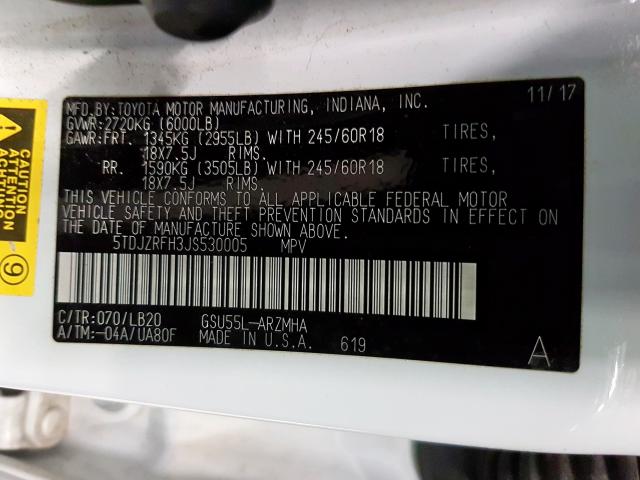 MFD.BY:TOYOTA MOTOR MANUFACTURING, INDIANA, INC. 11/17
GVWR:2720KG (6000LB)
GAWR:FRT. 1345KG (2955LB) WITH 245/60R18 TIRES,
18X7.5J RIMS.
RR. 1590KG (3505LB) WITH 245/60R18 TIRES,
18X7.5J RIMS.
THIS VEHICLE CONFORMS TO ALL APPLICABLE FEDERAL MOTOR
VEHICLE SAFETY AND THEFT PREVENTION STANDARDS IN EFFECT ON
THE DATE OF MANUFACTURE SHOWN ABOVE.
5TDJZRFH3JS530005 MPV
C/TR:070/LB20 GSU55L-ARZMHA
A/TM:-04A/UA80F MADE IN U.S.A. 619
A
CAUTION
ATTENTION
ACHTUNG
9